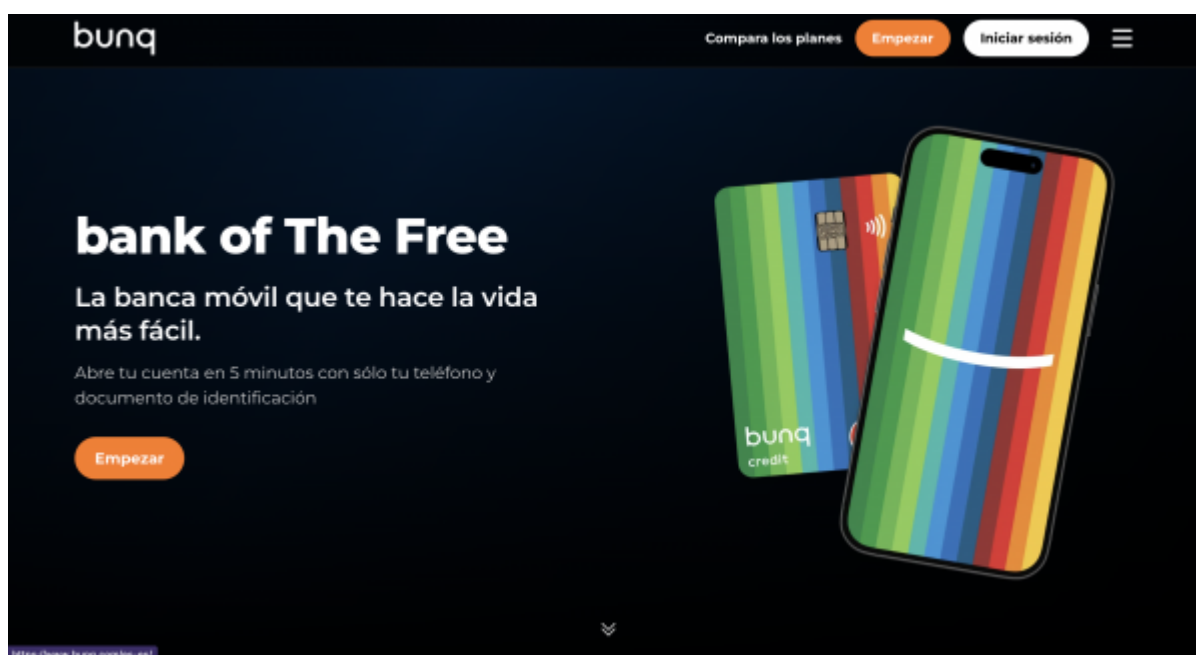 bunq
Compara los planes
Empezar
Iniciar sesión
bank of The Free
La banca móvil que te hace la vida
más fácil.
Abre tu cuenta en 5 minutos con sólo tu teléfono y
documento de identificación
Empezar
bunq
credit